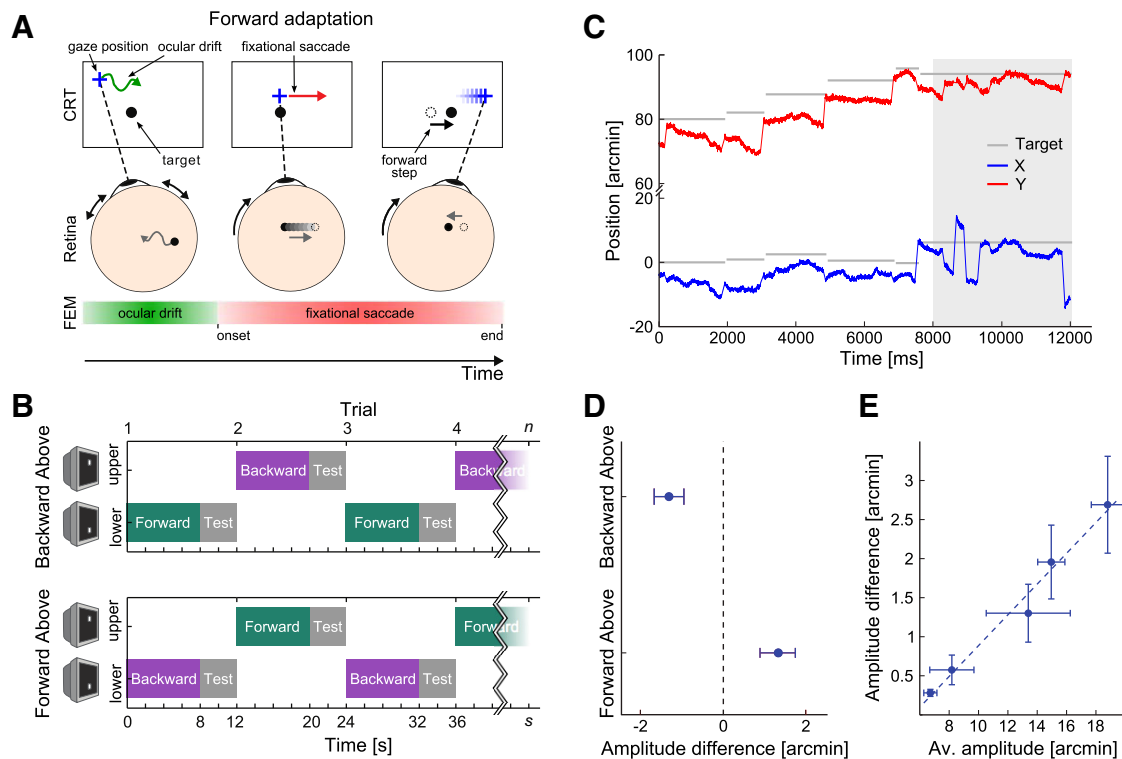 A
Forward adaptation
gaze position
ocular drift
fixational saccade
CRT
target
forward
step
Retina
FEM
ocular drift
fixational saccade
onset
end
Time
B
Trial
1
2
3
4
n
Backward Above
upper
lower
Backward
Test
Backward
Forward
Test
Forward
Test
Forward Above
upper
lower
Forward
Test
Forward
Backward
Test
Backward
Test
0
8
12
20
24
32
36
s
Time [s]
C
Position [arcmin]
100
80
60
20
0
-20
Target
X
Y
0
2000
4000
6000
8000
10000
12000
Time [ms]
D
Backward Above
Forward Above
-2
0
2
Amplitude difference [arcmin]
E
Amplitude difference [arcmin]
3
2.5
2
1.5
1
0.5
8
10
12
14
16
18
Av. amplitude [arcmin]